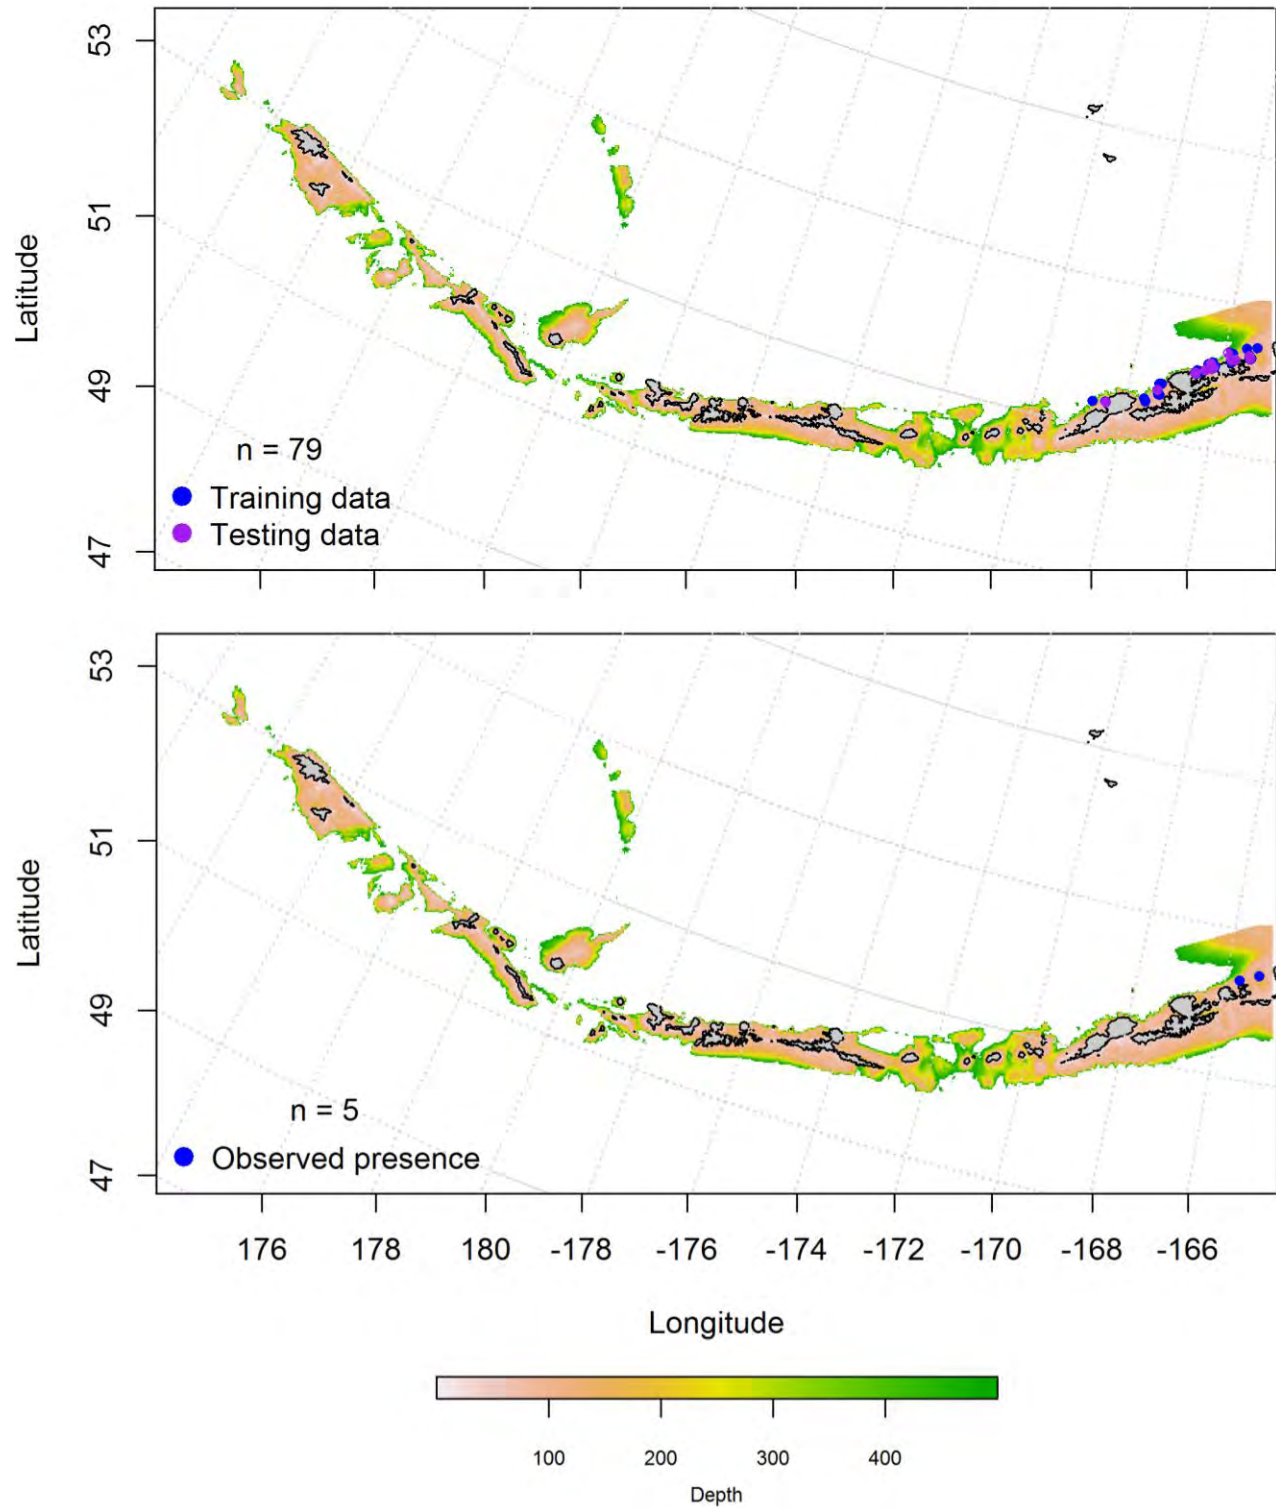 53
51
49
47
Latitude
n = 79
Training data
Testing data
53
51
49
47
Latitude
n = 5
Observed presence
176 178 180 -178 -176 -174 -172 -170 -168 -166
Longitude
100 200 300 400
Depth